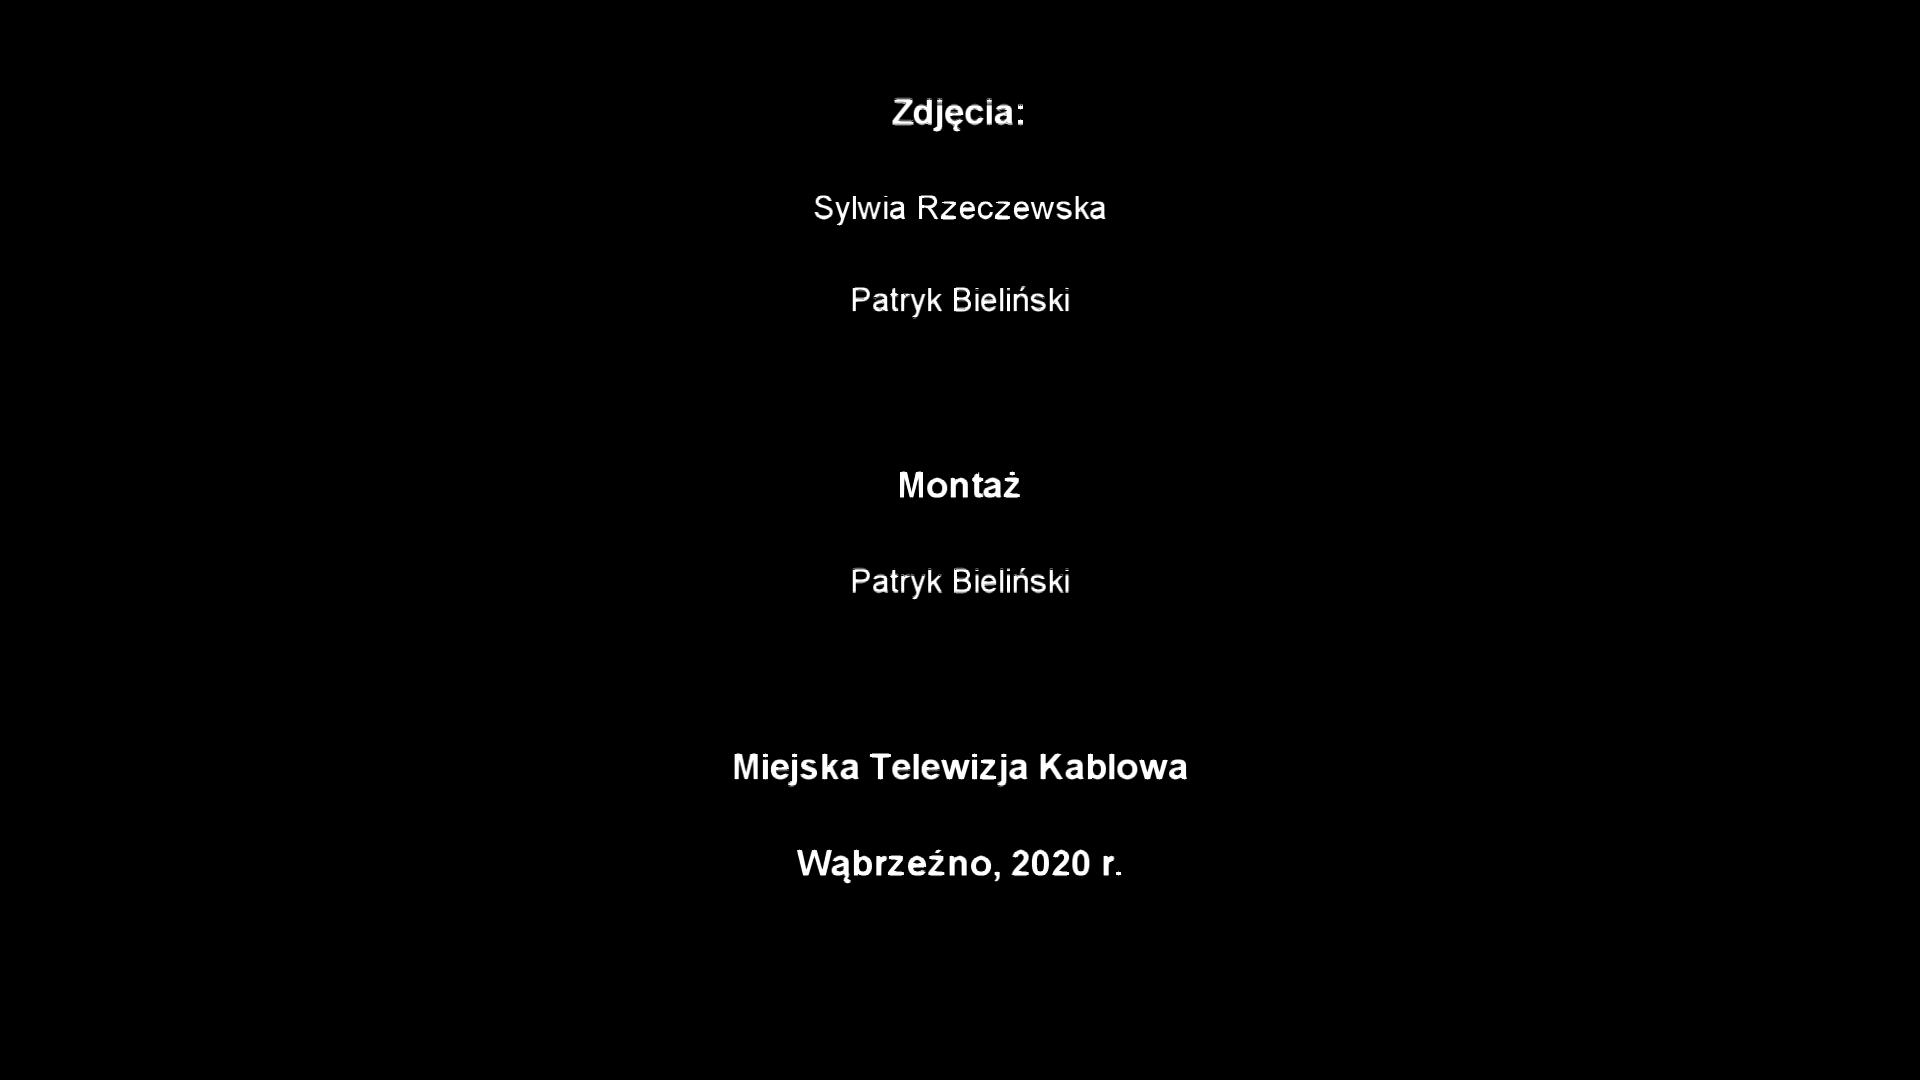 Zdjęcia:
Sylwia Rzeczewska
Patryk Bieliński
Montaż
Patryk Bieliński
Miejska Telewizja Kablowa
Wąbrzeźno, 2020 r.